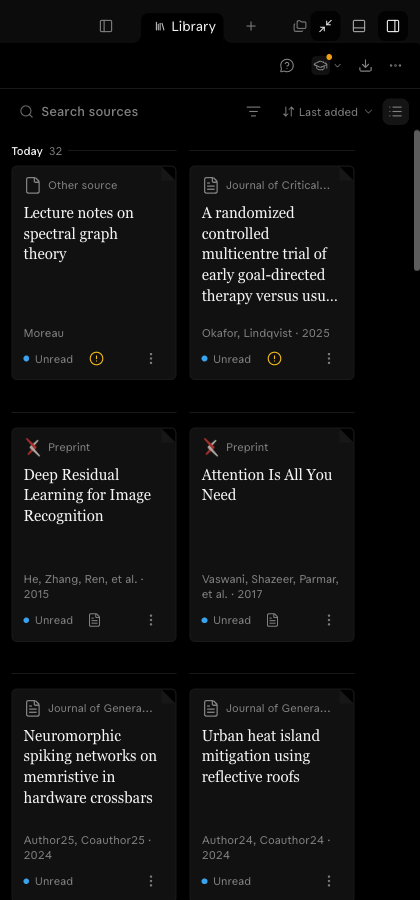 Library
Search sources
Last added
Today 32
Other source
Lecture notes on
spectral graph
theory
Moreau
Unread
Journal of Critical...
A randomized
controlled
multicentre trial of
early goal-directed
therapy versus usu...
Okafor, Lindqvist · 2025
Unread
Preprint
Deep Residual
Learning for Image
Recognition
He, Zhang, Ren, et al. ·
2015
Unread
Preprint
Attention Is All You
Need
Vaswani, Shazeer, Parmar,
et al. · 2017
Unread
Journal of Genera...
Neuromorphic
spiking networks on
memristive in
hardware crossbars
Author25, Coauthor25 ·
2024
Unread
Journal of Genera...
Urban heat island
mitigation using
reflective roofs
Author24, Coauthor24 ·
2024
Unread